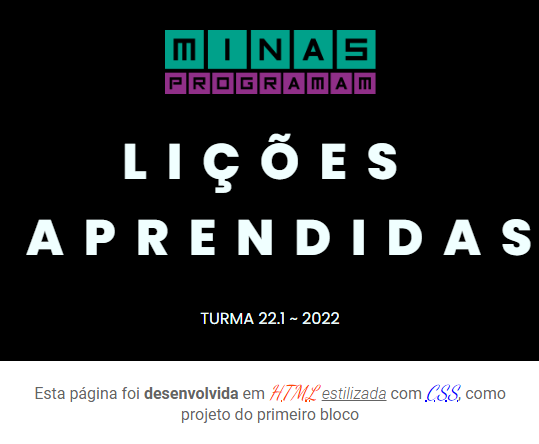 MINAS
PROGRAMAM
LIÇÕES
APRENDIDAS
TURMA 22.1 ~ 2022
Esta página foi desenvolvida em HTML estilizada com CSS, como
projeto do primeiro bloco